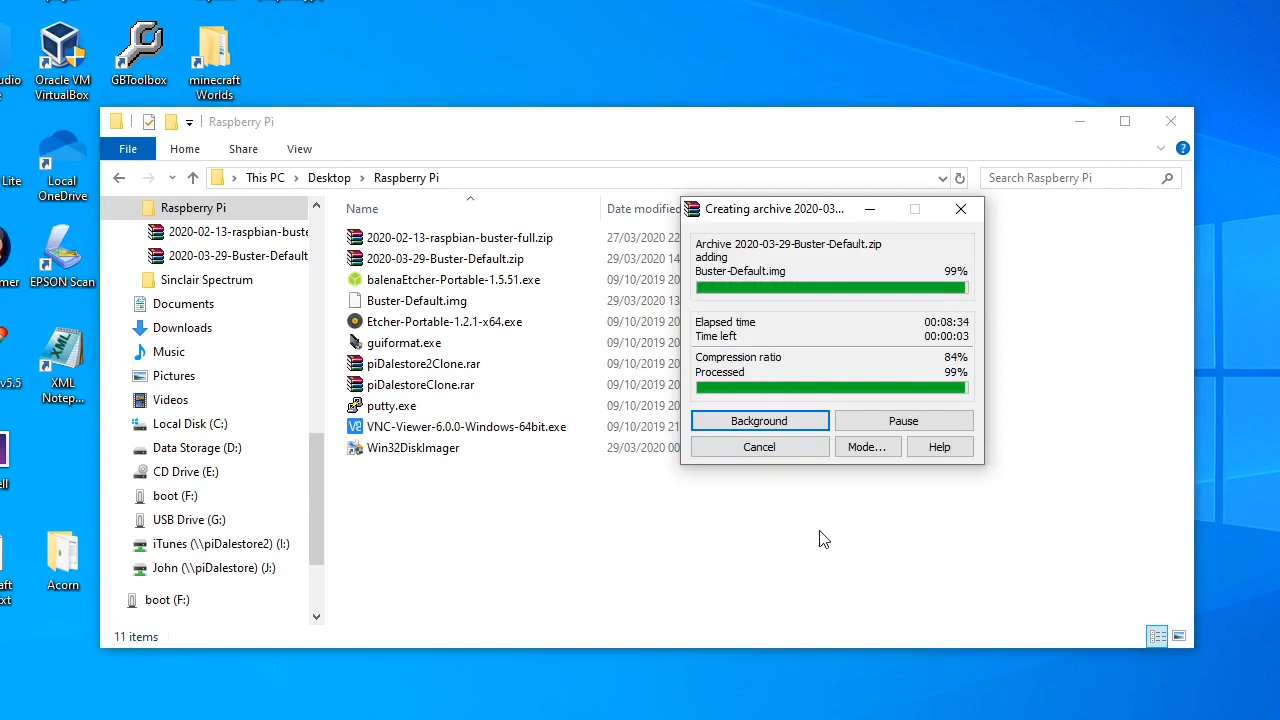 udio
e
Oracle VM
VirtualBox
GBToolbox
minecraft
Worlds
Lite
Local
OneDrive
mer
EPSON Scan
v5.5
XML
Notep...
ell
aft
xt
Acorn
Raspberry Pi
File
Home
Share
View
This PC
Desktop
Raspberry Pi
Search Raspberry Pi
Raspberry Pi
2020-02-13-raspbian-buste
2020-03-29-Buster-Default
Sinclair Spectrum
Documents
Downloads
Music
Pictures
Videos
Local Disk (C:)
Data Storage (D:)
CD Drive (E:)
boot (F:)
USB Drive (G:)
iTunes (\\piDalestore2) (I:)
John (\\piDalestore) (J:)
boot (F:)
Name
Date modified
2020-02-13-raspbian-buster-full.zip
27/03/2020 22
2020-03-29-Buster-Default.zip
29/03/2020 14
balenaEtcher-Portable-1.5.51.exe
09/10/2019 20
Buster-Default.img
29/03/2020 13
Etcher-Portable-1.2.1-x64.exe
09/10/2019 20
guiformat.exe
09/10/2019 20
piDalestore2Clone.rar
09/10/2019 20
piDalestoreClone.rar
09/10/2019 20
putty.exe
09/10/2019 20
VNC-Viewer-6.0.0-Windows-64bit.exe
09/10/2019 21
Win32DiskImager
29/03/2020 00
11 items
Creating archive 2020-03...
Archive 2020-03-29-Buster-Default.zip
adding
Buster-Default.img 99%
Elapsed time 00:08:34
Time left 00:00:03
Compression ratio 84%
Processed 99%
Background
Pause
Cancel
Mode...
Help